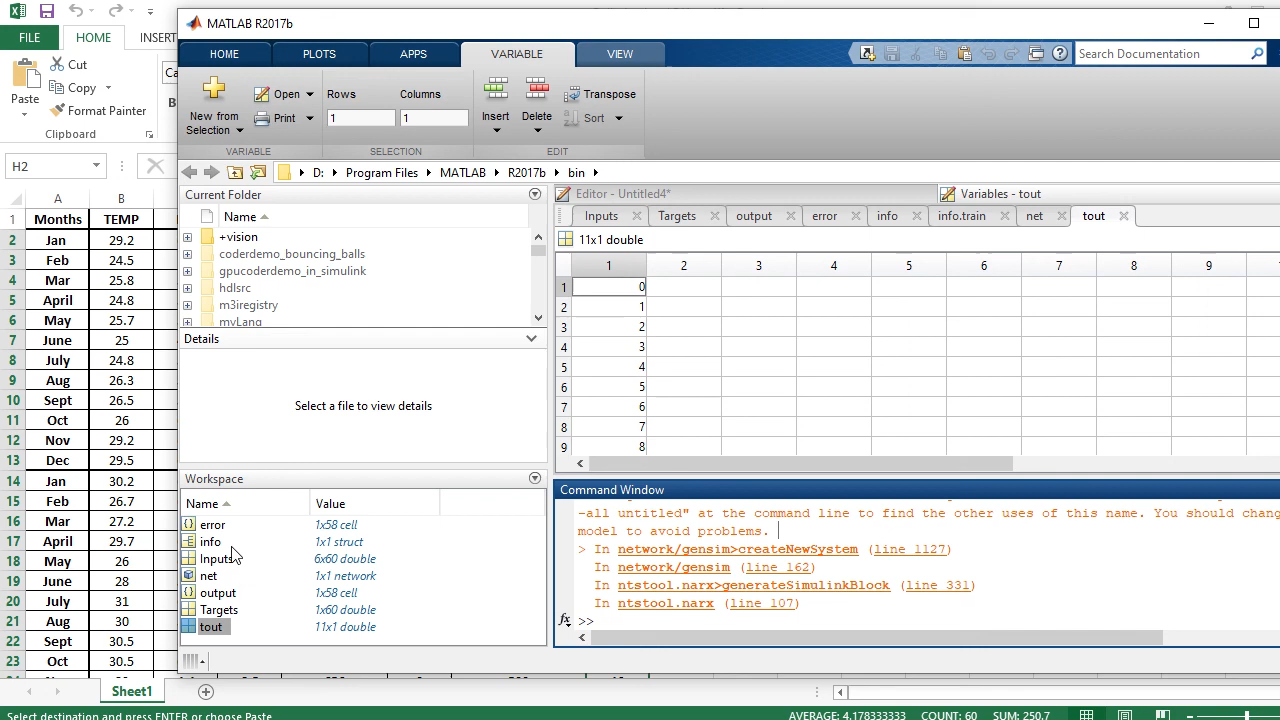 MATLAB R2017b
FILE HOME INSERT
HOME PLOTS APPS VARIABLE VIEW Search Documentation
Cut
Copy
Format Painter
Paste
Clipboard
New from
Selection
Open
Print
Rows Columns
1 1
Insert Delete
Transpose
Sort
VARIABLE SELECTION EDIT
H2
D: Program Files MATLAB R2017b bin
Current Folder
Name
+vision
coderdemo_bouncing_balls
gpucoderdemo_in_simulink
hdlsrc
m3iregistry
Details
Select a file to view details
Workspace
Name Value
error 1x58 cell
info 1x1 struct
Inputs 6x60 double
net 1x1 network
output 1x58 cell
Targets 1x60 double
tout 11x1 double
Editor - Untitled4* Variables - tout
Inputs Targets output error info info.train net tout
11x1 double
1 2 3 4 5 6 7 8 9
1 0
2 1
3 2
4 3
5 4
6 5
7 6
8 7
9 8
Command Window
-all untitled" at the command line to find the other uses of this name. You should chang
model to avoid problems.
> In network/gensim>createNewSystem (line 1127)
In network/gensim (line 162)
In ntstool.narx>generateSimulinkBlock (line 331)
In ntstool.narx (line 107)
fx >>
A B
1 Months TEMP
2 Jan 29.2
3 Feb 24.5
4 Mar 25.8
5 April 24.8
6 May 25.7
7 June 25
8 July 24.8
9 Aug 26.3
10 Sept 26.5
11 Oct 26
12 Nov 29.2
13 Dec 29.5
14 Jan 30.2
15 Feb 26.7
16 Mar 27.2
17 April 29.7
18 May 26
19 June 28
20 July 31
21 Aug 30
22 Sept 30.5
23 Oct 30.5
Sheet1
Select destination and press ENTER or choose Paste AVERAGE: 4.178333333 COUNT: 60 SUM: 250.7